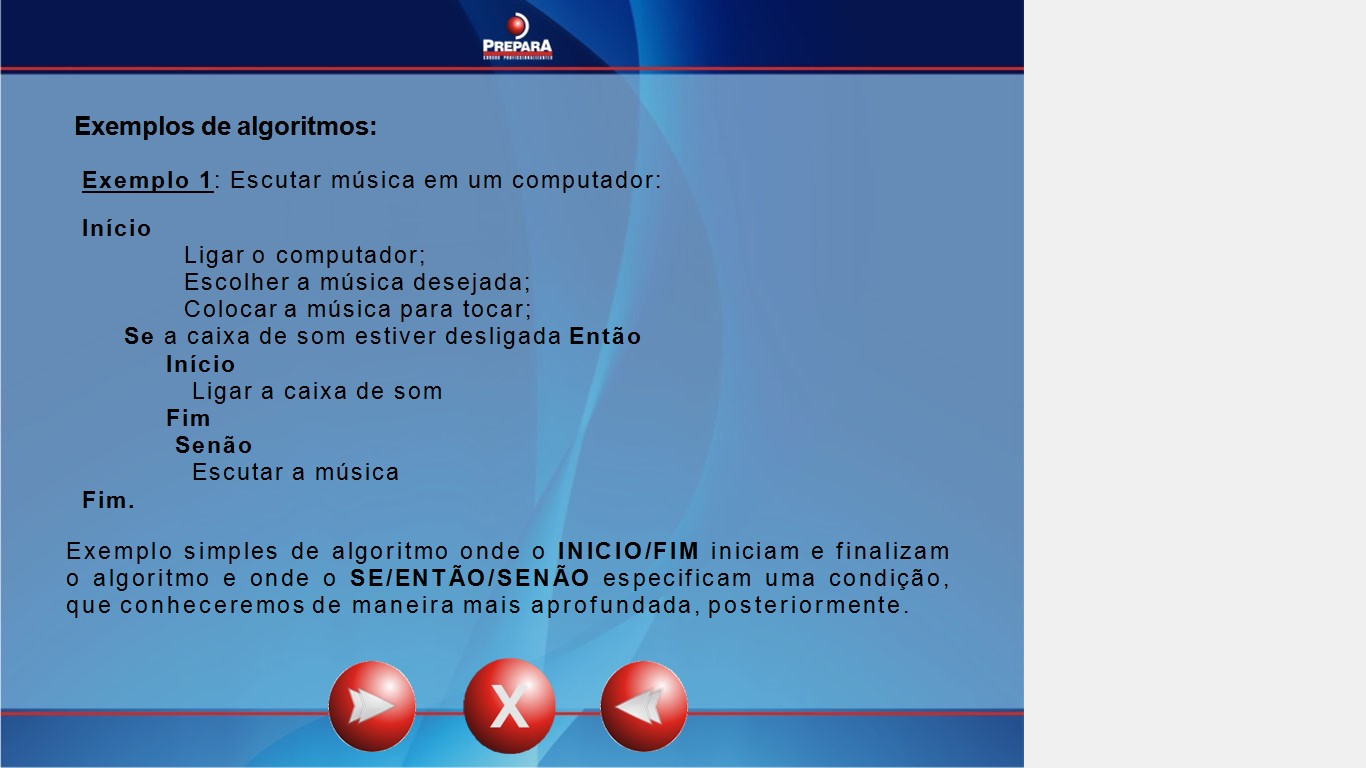 PREPARA
CURSOS PROFISSIONALIZANTES
Exemplos de algoritmos:
Exemplo 1: Escutar música em um computador:
Início
Ligar o computador;
Escolher a música desejada;
Colocar a música para tocar;
Se a caixa de som estiver desligada Então
Início
Ligar a caixa de som
Fim
Senão
Escutar a música
Fim.
Exemplo simples de algoritmo onde o INICIO/FIM iniciam e finalizam
o algoritmo e onde o SE/ENTÃO/SENÃO especificam uma condição,
que conheceremos de maneira mais aprofundada, posteriormente.
X